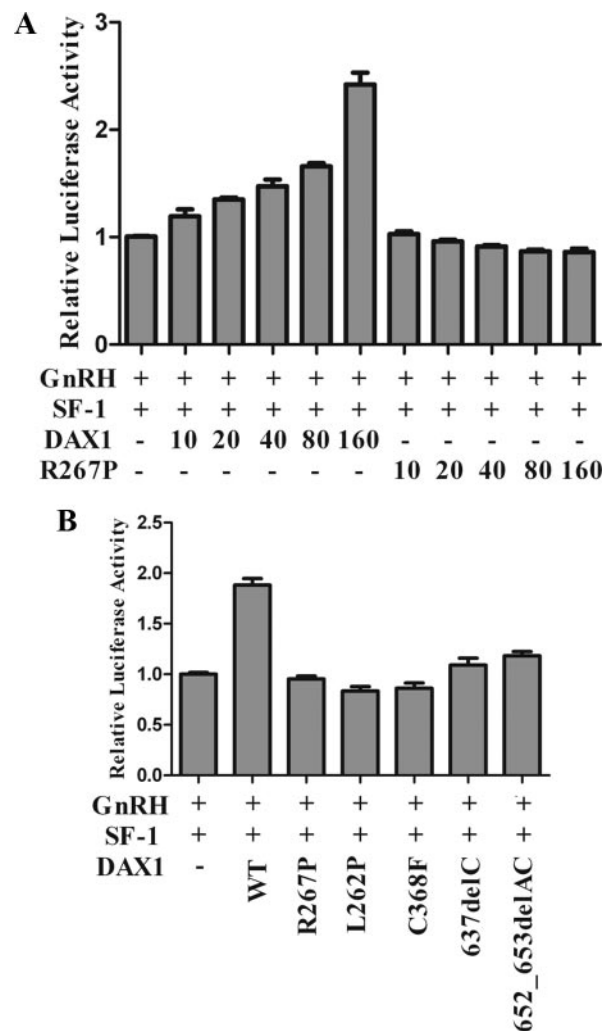 A
Relative Luciferase Activity
3
2
1
0
GnRH + + + + + + + + + + +
SF-1 + + + + + + + + + + +
DAX1 - 10 20 40 80 160 - - - - -
R267P - - - - - - 10 20 40 80 160
B
Relative Luciferase Activity
2.5
2.0
1.5
1.0
0.5
0.0
GnRH + + + + + + +
SF-1 + + + + + + +
DAX1 - WT R267P L262P C368F 637delC 652_653delAC